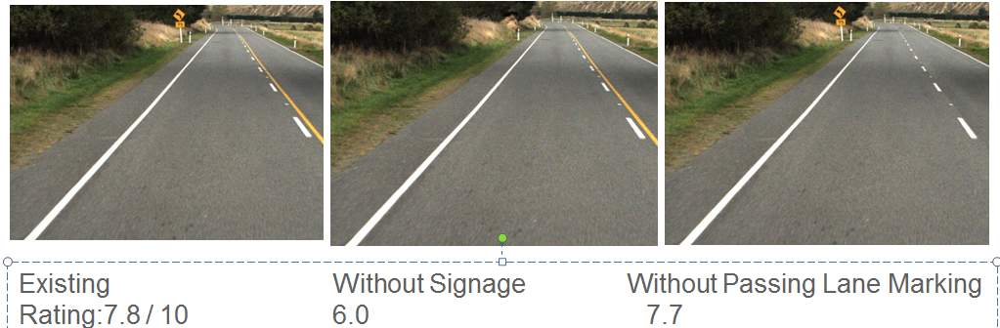 Existing
Rating:7.8 / 10
Without Signage
6.0
Without Passing Lane Marking
7.7